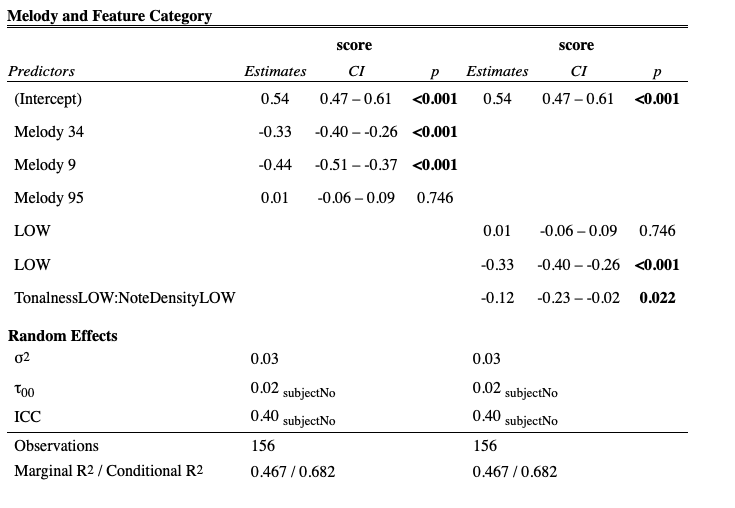 Melody and Feature Category
score score
Predictors Estimates CI p Estimates CI p
(Intercept) 0.54 0.47 – 0.61 <0.001 0.54 0.47 – 0.61 <0.001
Melody 34 -0.33 -0.40 – -0.26 <0.001
Melody 9 -0.44 -0.51 – -0.37 <0.001
Melody 95 0.01 -0.06 – 0.09 0.746
LOW 0.01 -0.06 – 0.09 0.746
LOW -0.33 -0.40 – -0.26 <0.001
TonalnessLOW:NoteDensityLOW -0.12 -0.23 – -0.02 0.022
Random Effects
σ2 0.03 0.03
τ00 0.02 subjectNo 0.02 subjectNo
ICC 0.40 subjectNo 0.40 subjectNo
Observations 156 156
Marginal R2 / Conditional R2 0.467 / 0.682 0.467 / 0.682